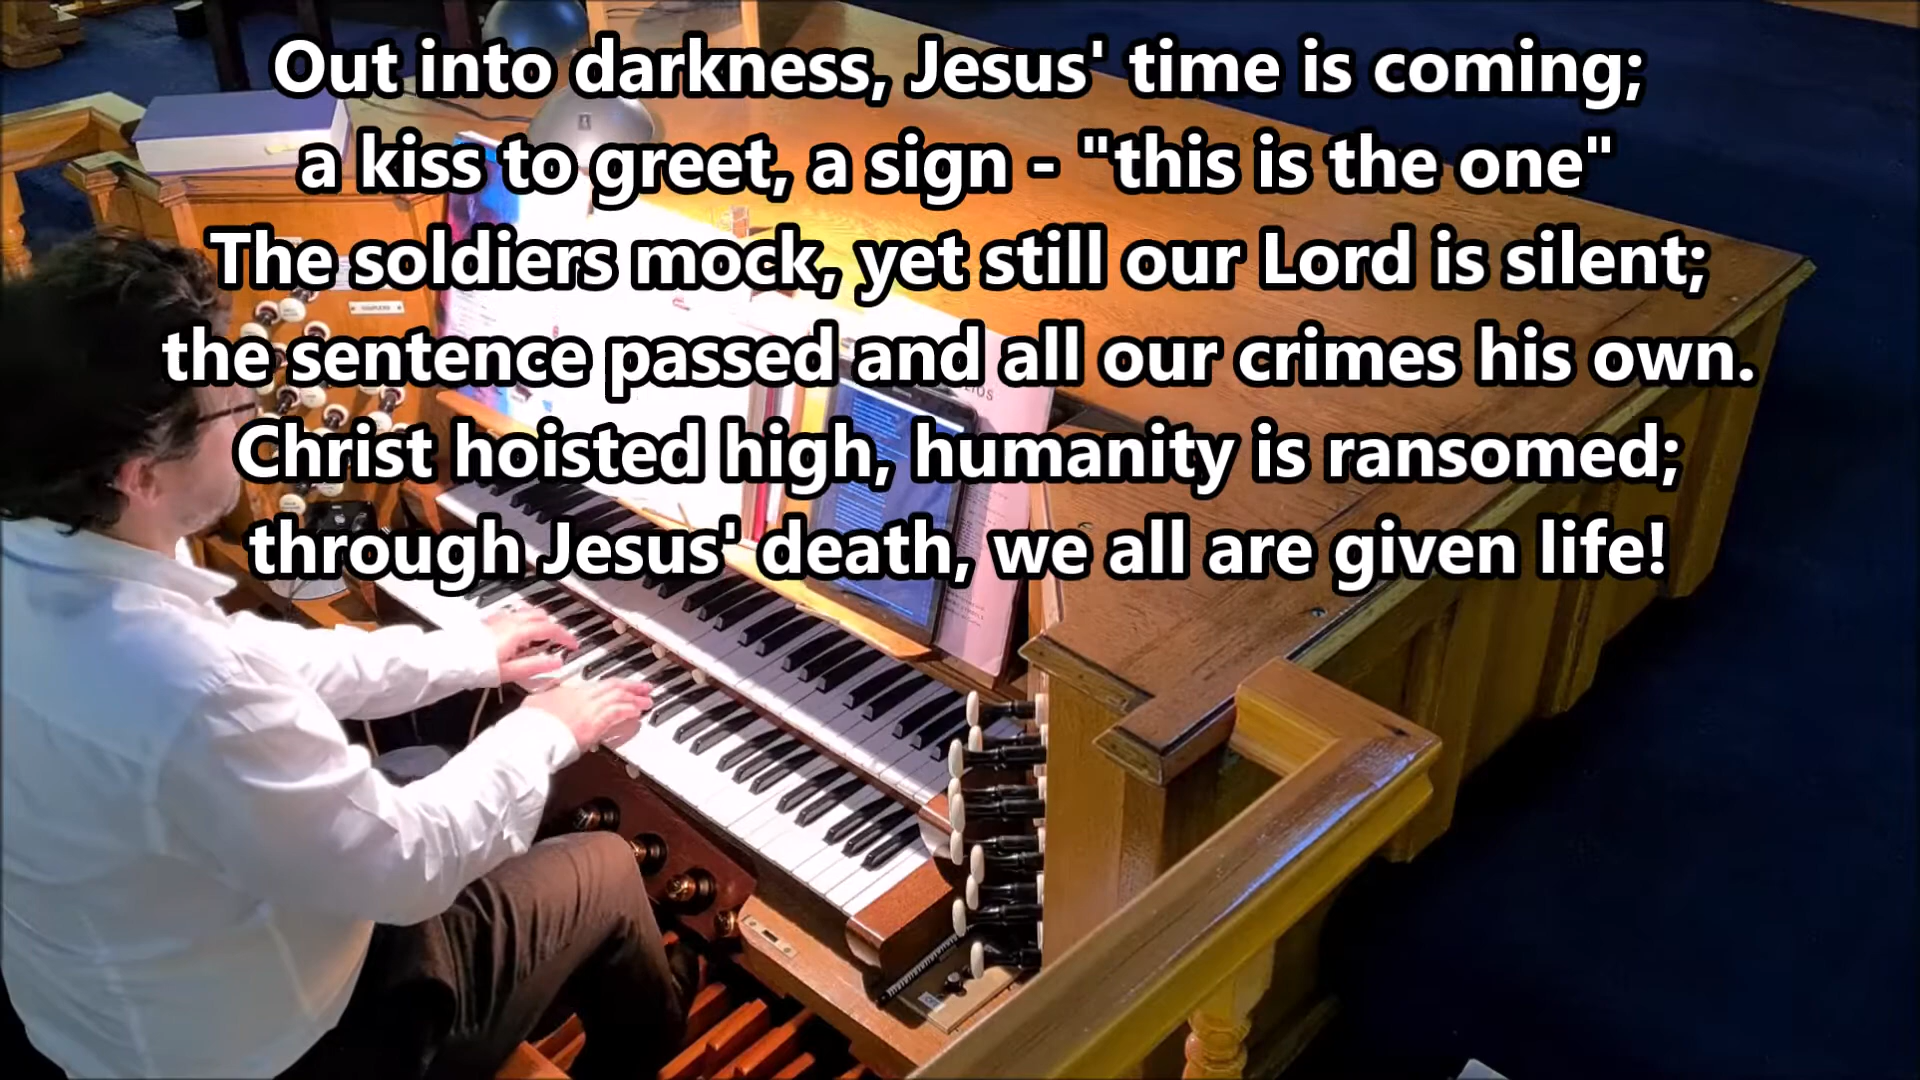 Out into darkness, Jesus' time is coming;
a kiss to greet, a sign - "this is the one"
The soldiers mock, yet still our Lord is silent;
the sentence passed and all our crimes his own.
Christ hoisted high, humanity is ransomed;
through Jesus' death, we all are given life!